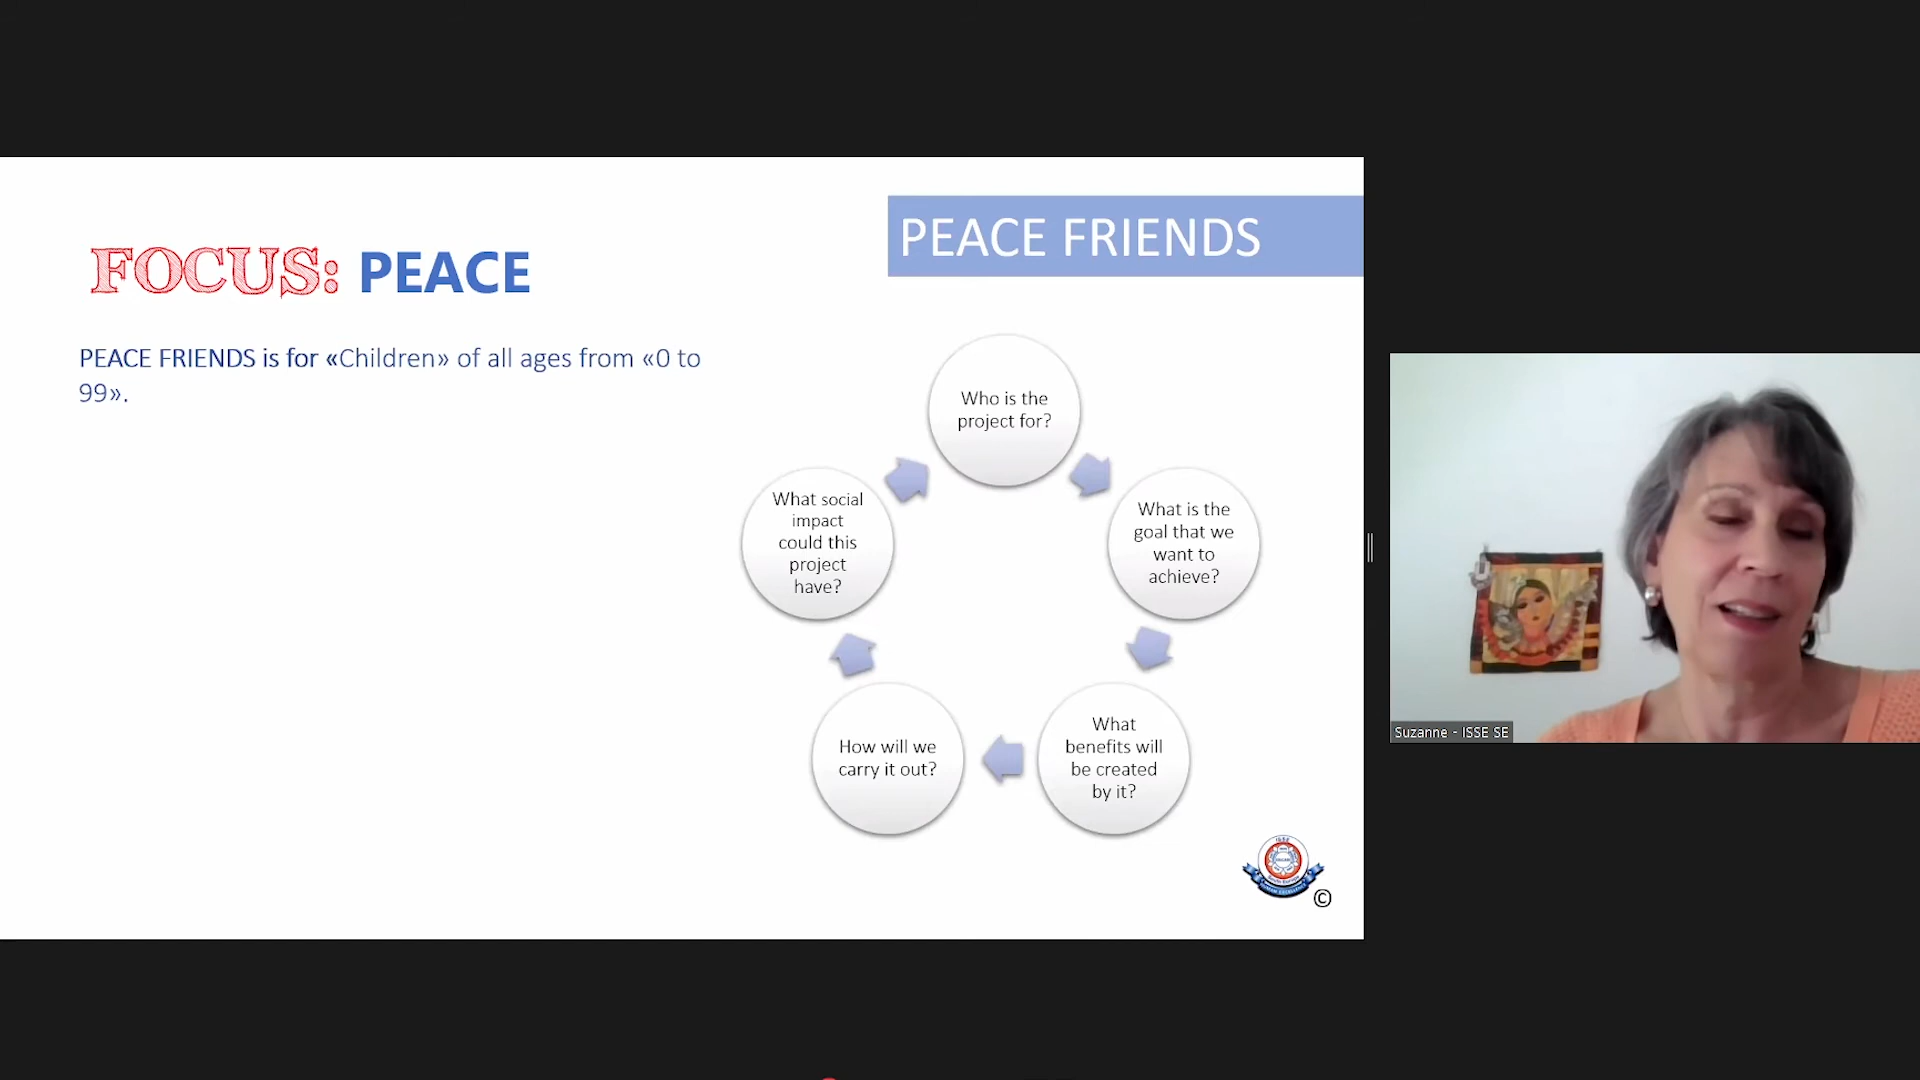 PEACE FRIENDS
FOCUS: PEACE
PEACE FRIENDS is for «Children» of all ages from «0 to
99».
Who is the
project for?
What is the
goal that we
want to
achieve?
What
benefits will
be created
by it?
How will we
carry it out?
What social
impact
could this
project
have?
©
Suzanne - ISSE SE